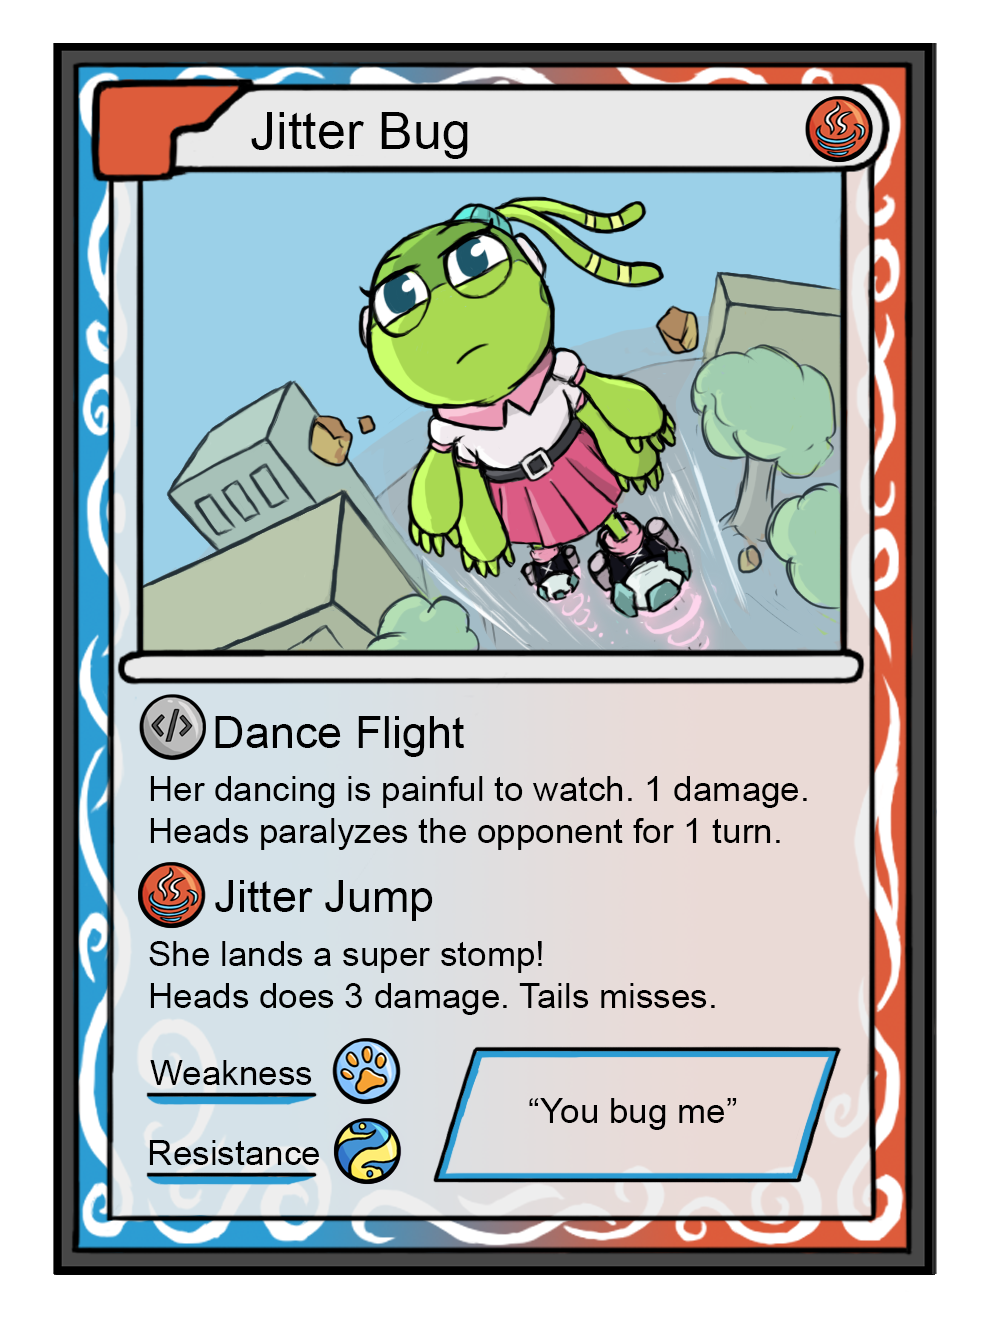 Jitter Bug
</> Dance Flight
Her dancing is painful to watch. 1 damage.
Heads paralyzes the opponent for 1 turn.
Jitter Jump
She lands a super stomp!
Heads does 3 damage. Tails misses.
Weakness
“You bug me”
Resistance